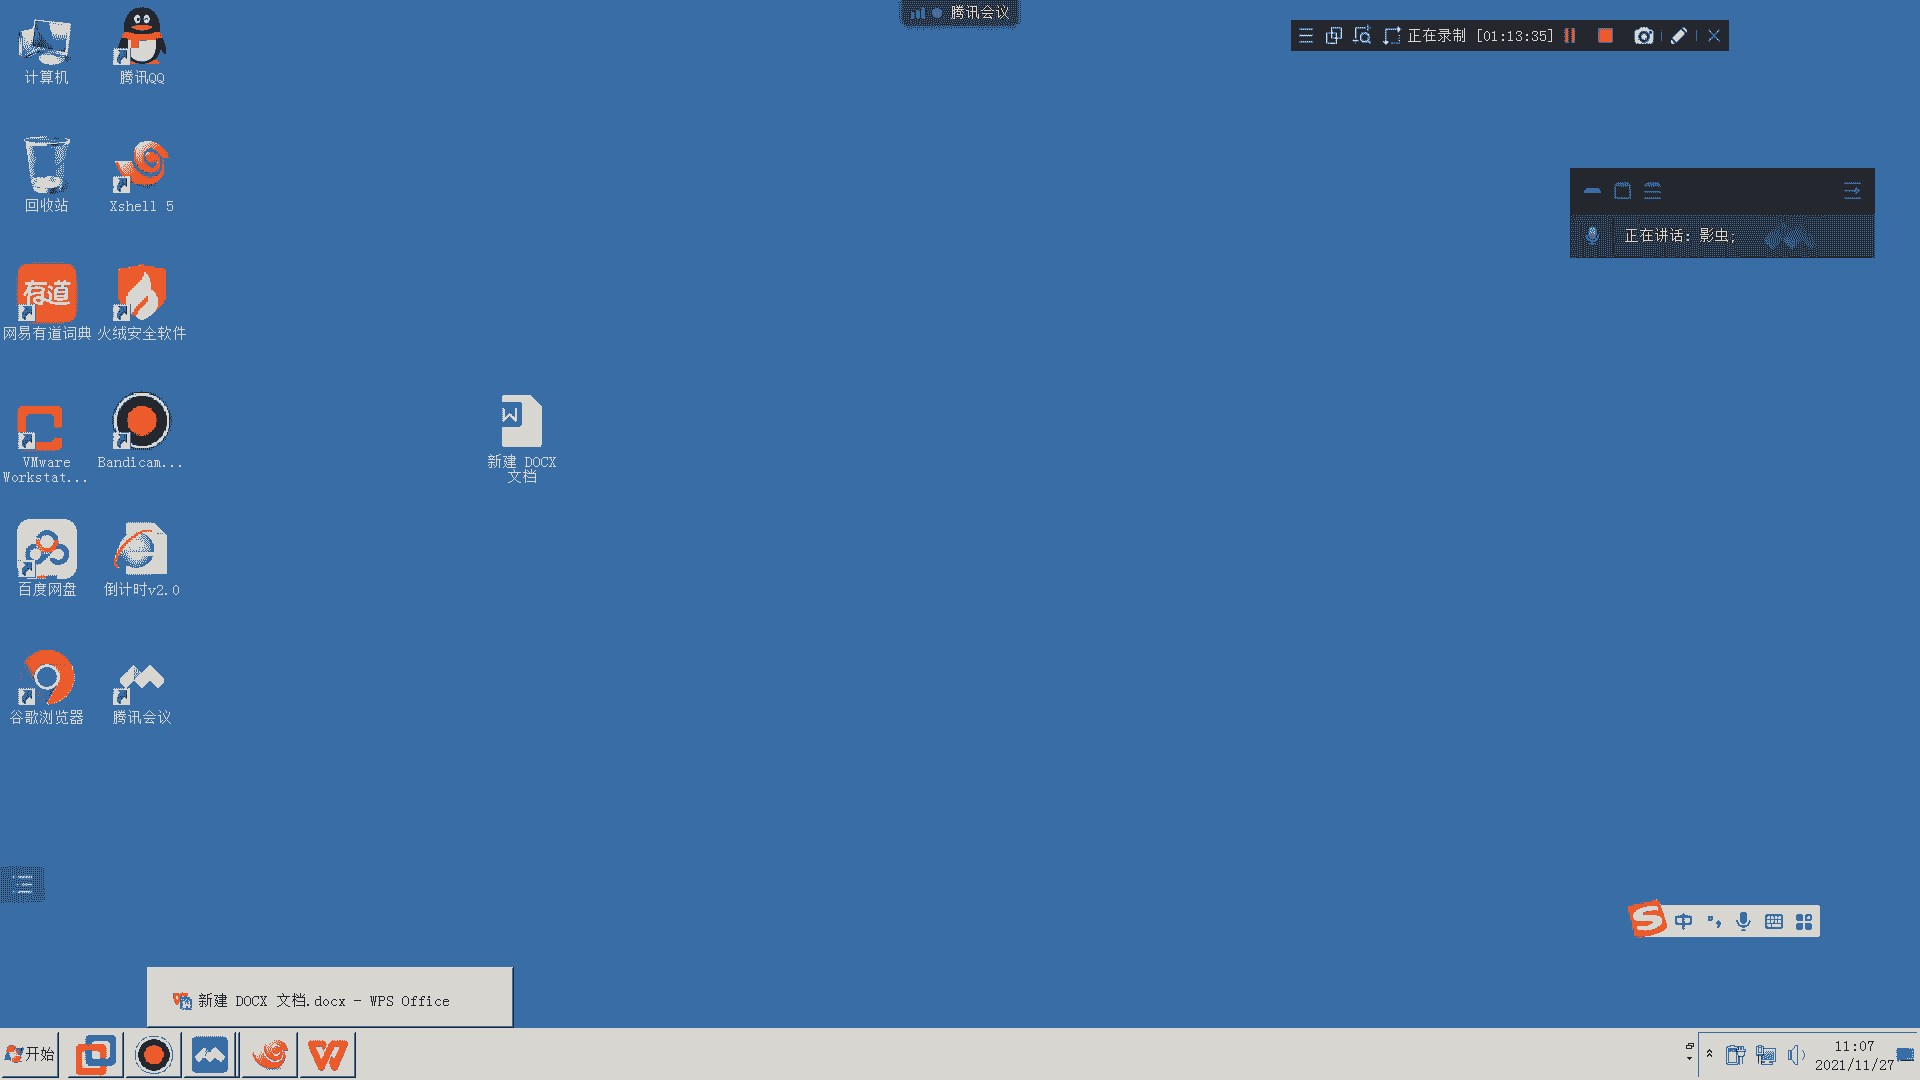 腾讯会议
正在录制 [01:13:35]
计算机
腾讯QQ
回收站
Xshell 5
正在讲话: 影虫;
有道
网易有道词典
火绒安全软件
VMware
Workstat...
Bandicam...
新建 DOCX
文档
百度网盘
倒计时v2.0
谷歌浏览器
腾讯会议
中
新建 DOCX 文档.docx - WPS Office
开始
11:07
2021/11/27